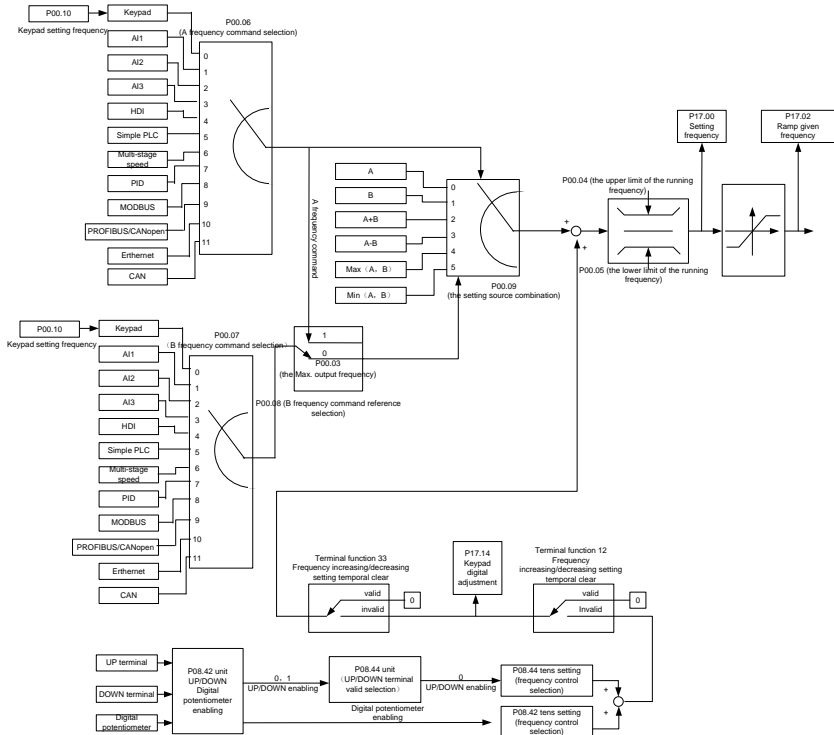 P00.10
Keypad setting frequency
Keypad
AI1
AI2
AI3
HDI
Simple PLC
Multi-stage
speed
PID
MODBUS
PROFIBUS/CANopen
Erthernet
CAN
P00.06
(A frequency command selection)
0
1
2
3
4
5
6
7
8
9
10
11
A frequency command
A
B
A+B
A-B
Max（A，B）
Min（A，B）
0
1
2
3
4
5
P00.09
(the setting source combination)
+
+
P00.04 (the upper limit of the running
frequency)
P00.05 (the lower limit of the running
frequency)
P17.00
Setting
frequency
P17.02
Ramp given
frequency
P00.10
Keypad setting frequency
Keypad
AI1
AI2
AI3
HDI
Simple PLC
Multi-stage
speed
PID
MODBUS
PROFIBUS/CANopen
Erthernet
CAN
P00.07
（B frequency command selection）
0
1
2
3
4
5
6
7
8
9
10
11
1
0
P00.03
(the Max. output frequency)
P00.08 (B frequency command reference
selection)
Terminal function 33
Frequency increasing/decreasing
setting temporal clear
valid
invalid
0
P17.14
Keypad
digital
adjustment
Terminal function 12
Frequency
increasing/decreasing setting
temporal clear
valid
Invalid
0
UP terminal
DOWN terminal
Digital
potentiometer
P08.42 unit
UP/DOWN
Digital
potentiometer
enabling
0，1
UP/DOWN enabling
P08.44 unit
（UP/DOWN terminal
valid selection）
0
UP/DOWN enabling
Digital potentiometer
enabling
P08.44 tens setting
(frequency control
selection)
P08.42 tens setting
(frequency control
selection)
+
+